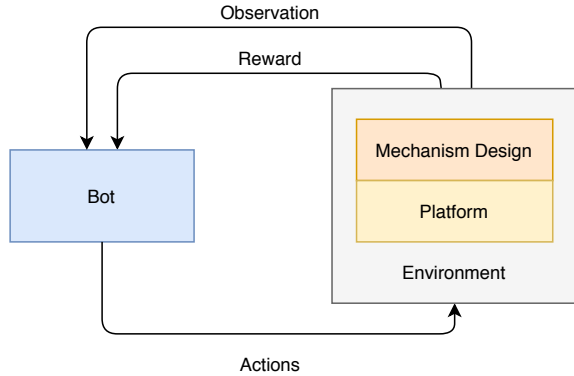 Observation
Reward
Mechanism Design
Bot
Platform
Environment
Actions